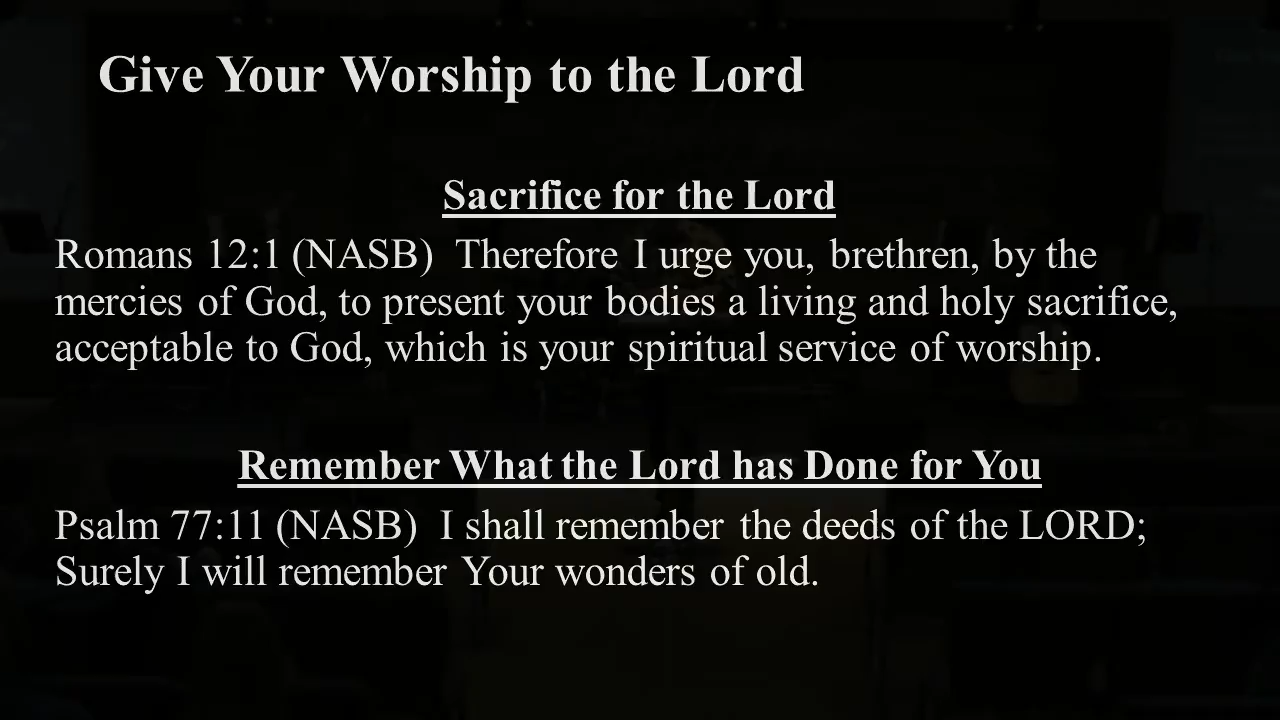 Give Your Worship to the Lord
Sacrifice for the Lord
Romans 12:1 (NASB)  Therefore I urge you, brethren, by the
mercies of God, to present your bodies a living and holy sacrifice,
acceptable to God, which is your spiritual service of worship.
Remember What the Lord has Done for You
Psalm 77:11 (NASB)  I shall remember the deeds of the LORD;
Surely I will remember Your wonders of old.